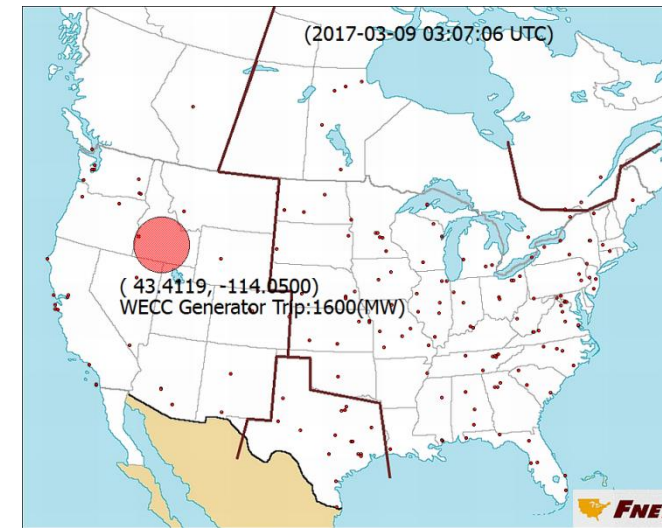 (2017-03-09 03:07:06 UTC)
( 43.4119, -114.0500)
WECC Generator Trip:1600(MW)
FNE